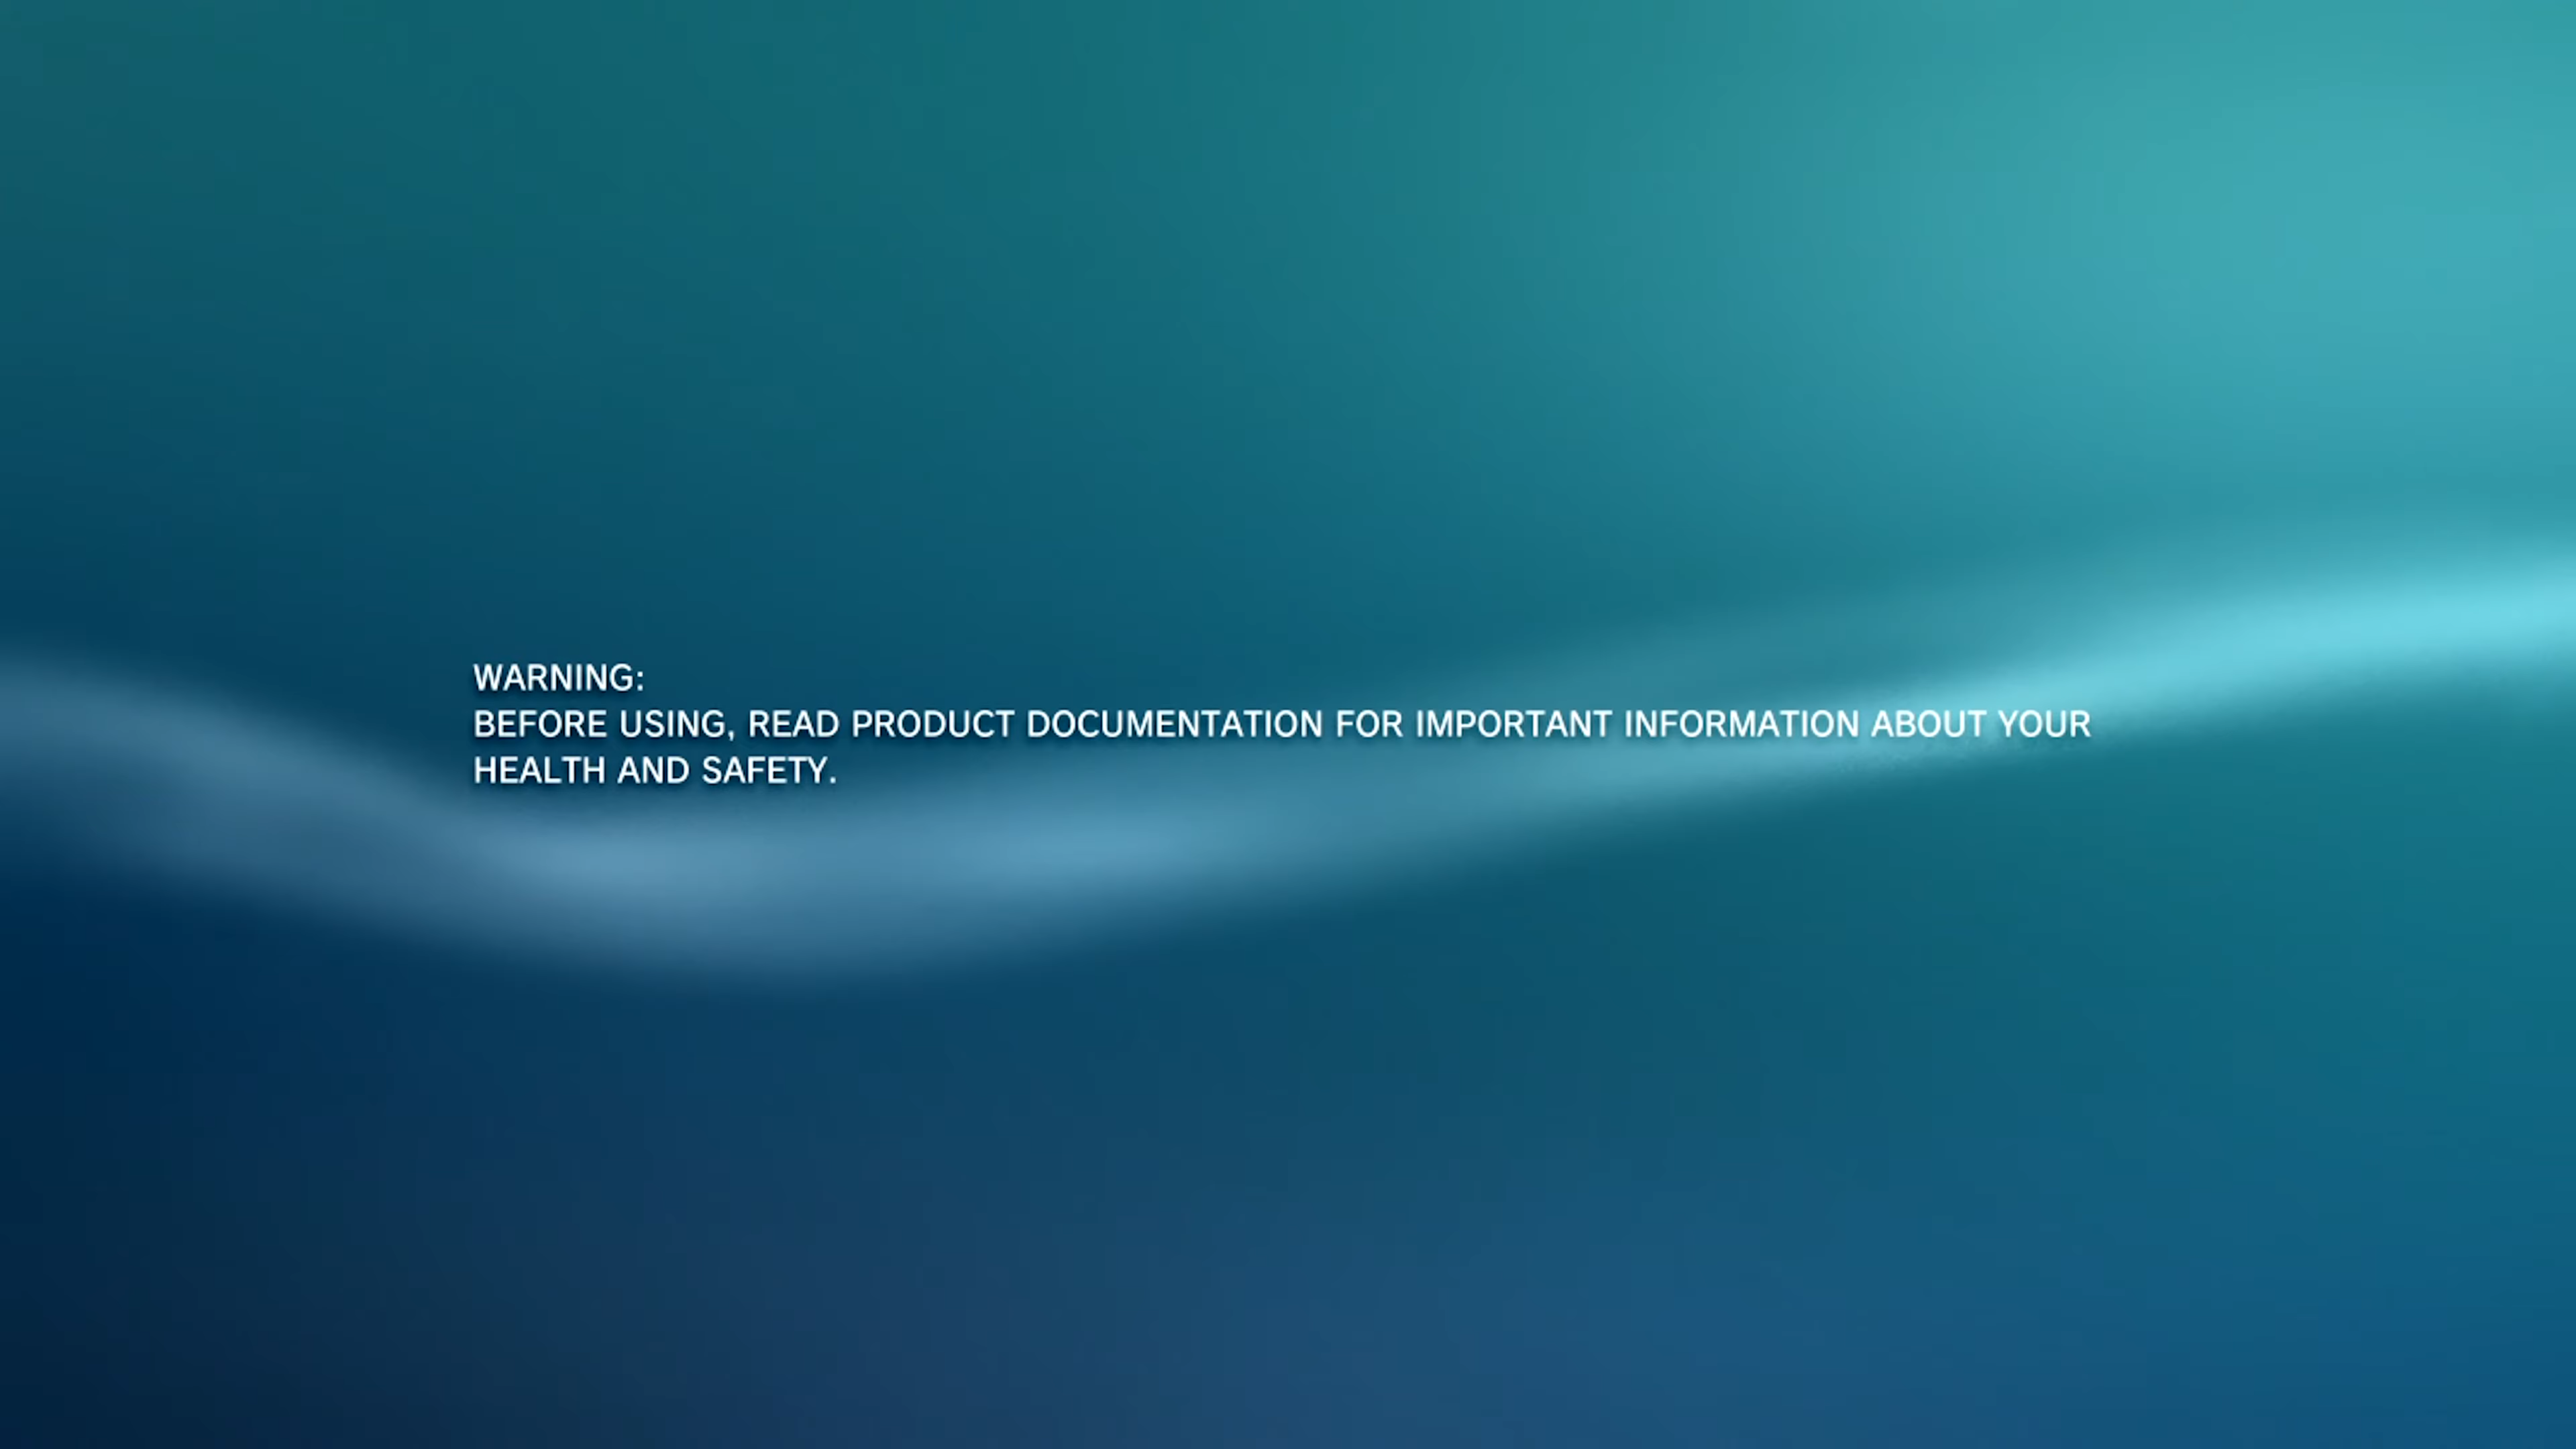 WARNING:
BEFORE USING, READ PRODUCT DOCUMENTATION FOR IMPORTANT INFORMATION ABOUT YOUR
HEALTH AND SAFETY.